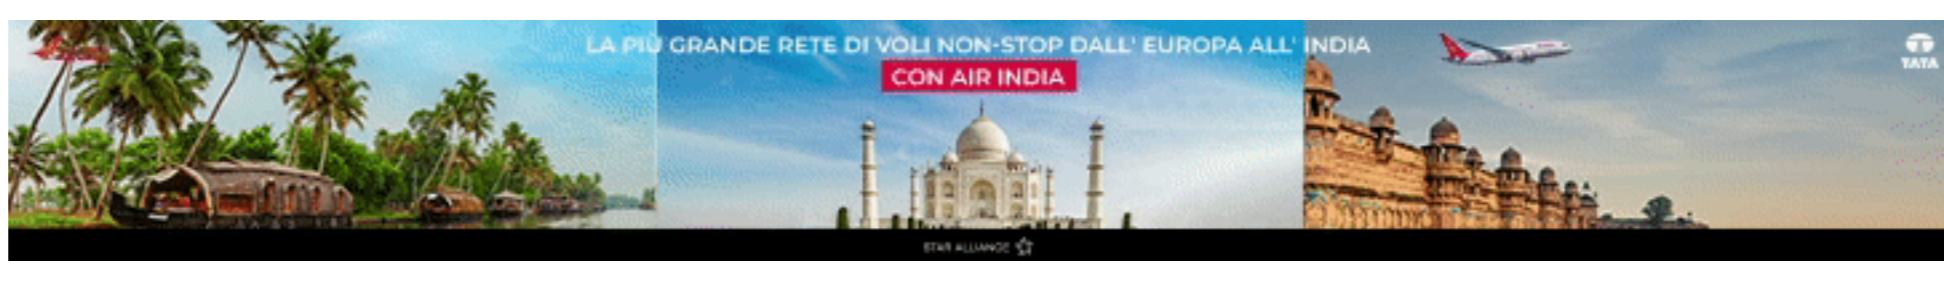 LA PIÙ GRANDE RETE DI VOLI NON-STOP DALL' EUROPA ALL' INDIA
CON AIR INDIA
TATA
STAR ALLIANCE